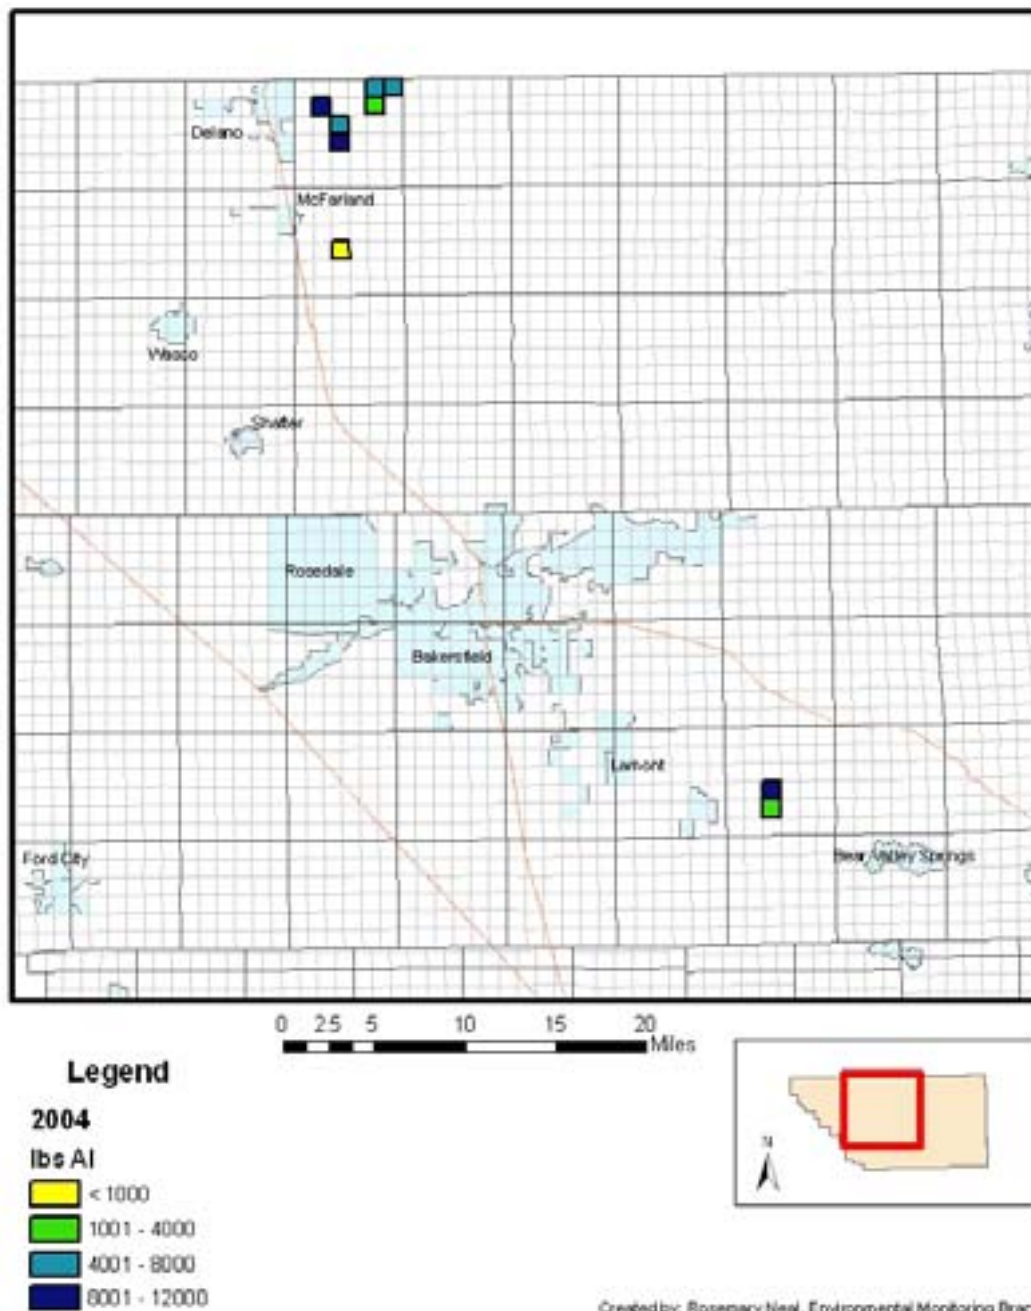 Delano
McFarland
Wasco
Shafter
Rosedale
Bakersfield
Lamont
Ford City
Bear Valley Springs
0 2.5 5 10 15 20
Miles
Legend
2004
lbs AI
< 1000
1001 - 4000
4001 - 8000
8001 - 12000
N
Created by: Rosemary Neal, Environmental Monitoring